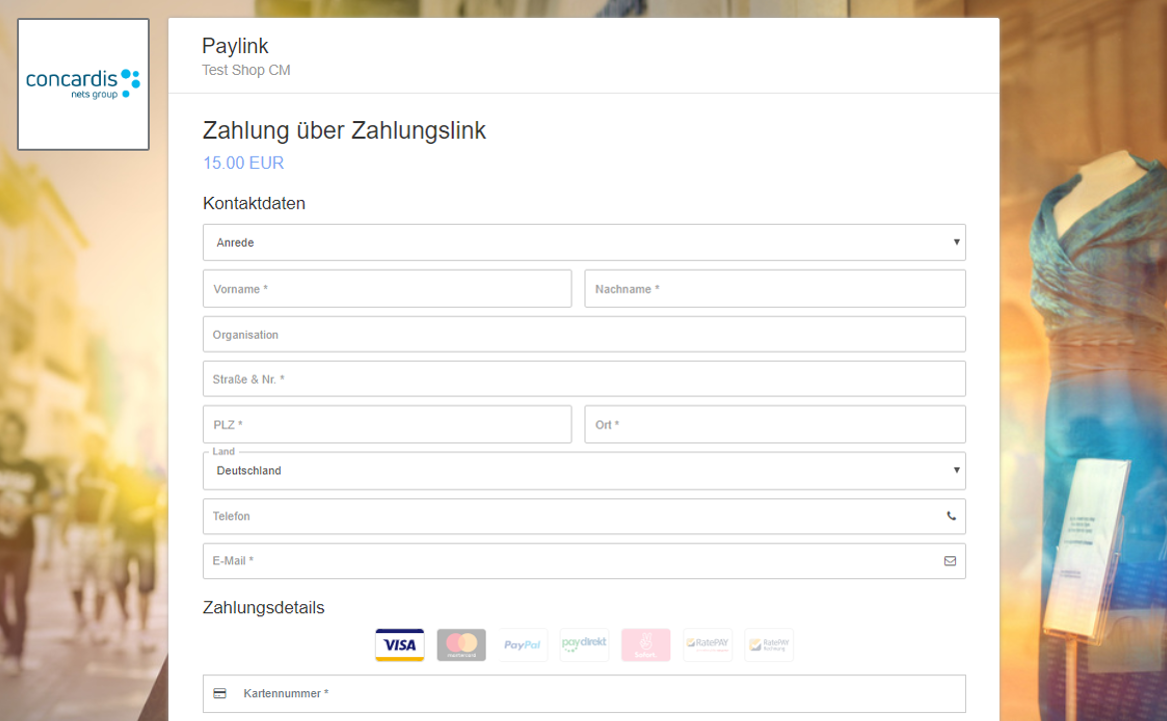 concardis
nets group
Paylink
Test Shop CM
Zahlung über Zahlungslink
15.00 EUR
Kontaktdaten
Anrede
Vorname * Nachname *
Organisation
Straße & Nr. *
PLZ * Ort *
Land
Deutschland
Telefon
E-Mail *
Zahlungsdetails
VISA mastercard PayPal paydirekt Sofort. RatePAY RatePAY
Rechnung
Kartennummer *